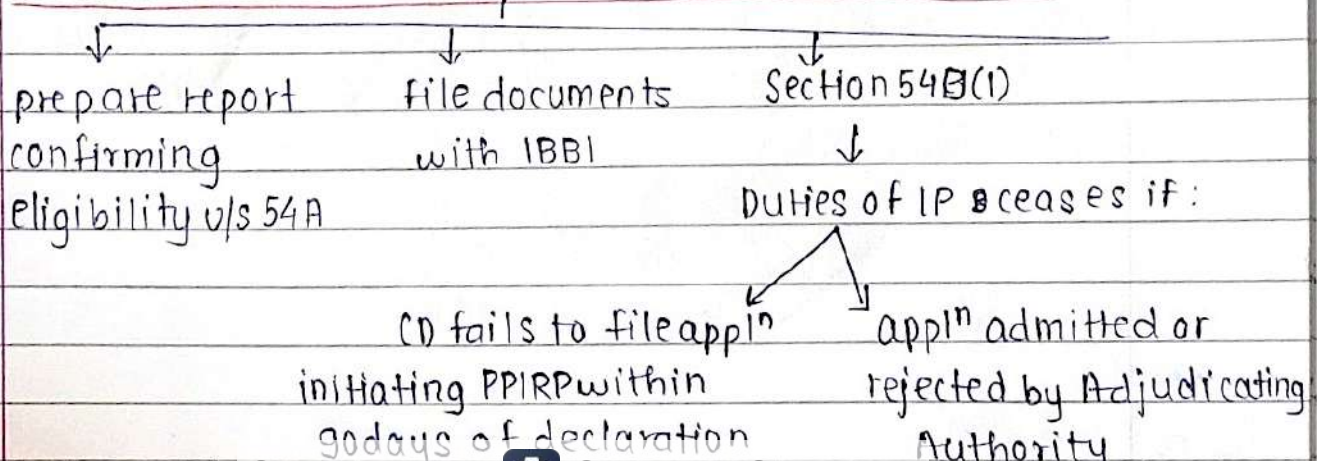 prepare report
confirming
eligibility u/s 54A
file documents
with IBBI
Section 54B(1)
Duties of IP ceases if :
CD fails to file applⁿ
initiating PPIRP within
90days of declaration
applⁿ admitted or
rejected by Adjudicating
Authority